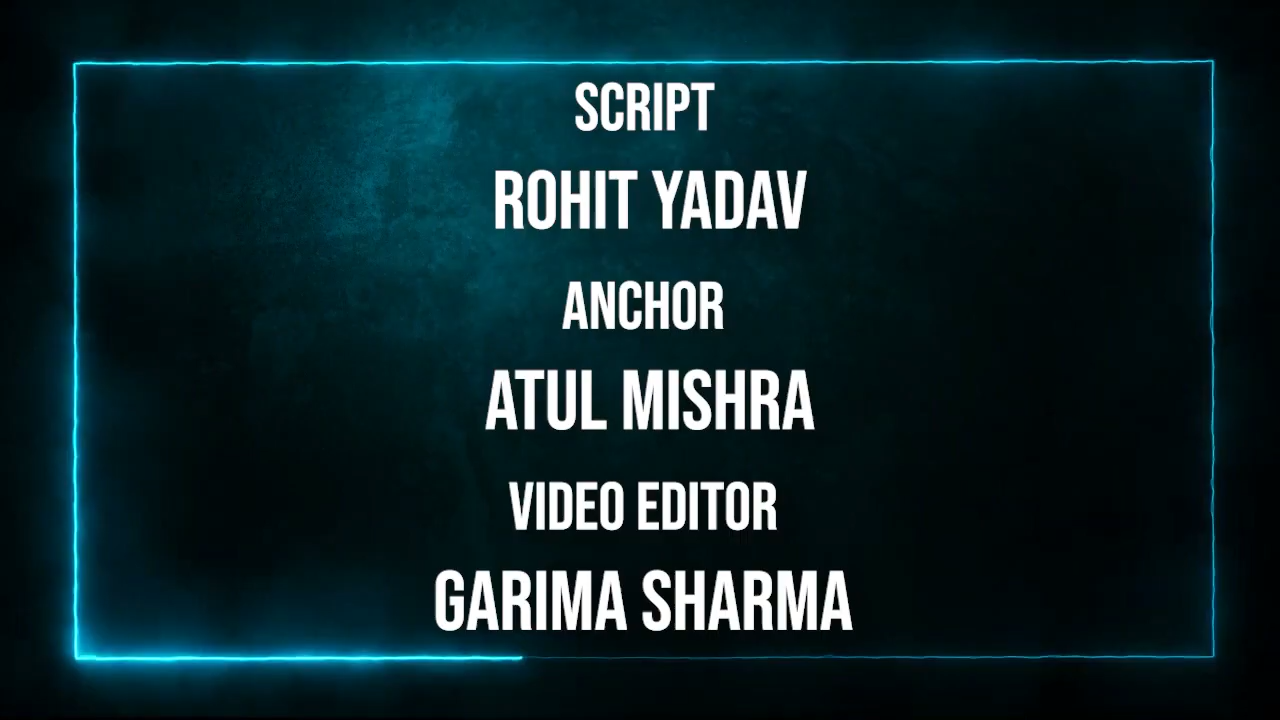 SCRIPT
ROHIT YADAV
ANCHOR
ATUL MISHRA
VIDEO EDITOR
GARIMA SHARMA